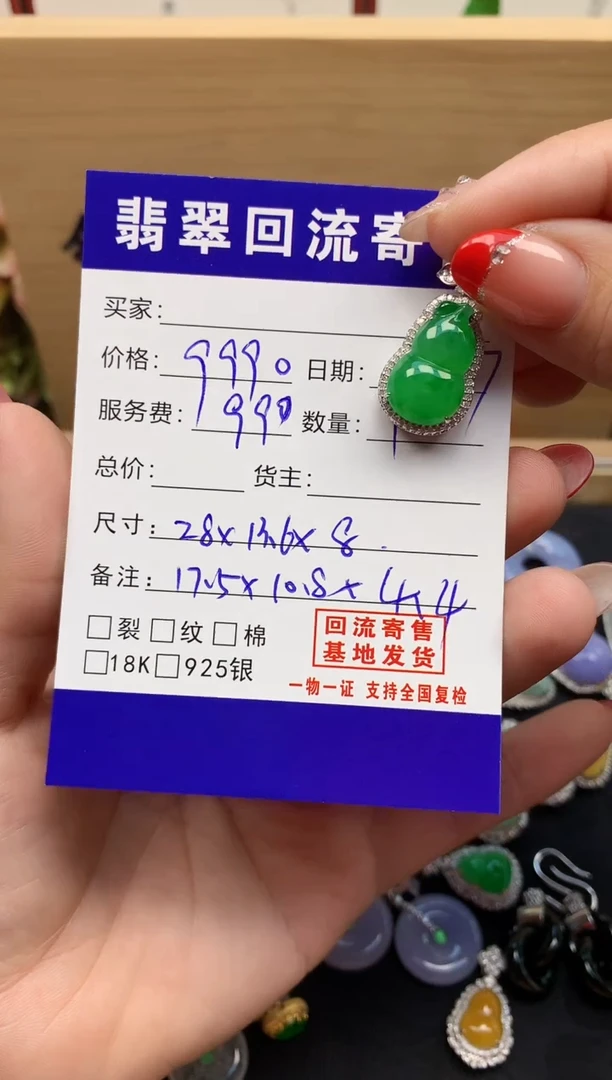 翡翠回流寄
买家:
价格: 9990 日期: 7
服务费: 999 数量:
总价: 货主:
尺寸: 28x13.6x8
备注: 17.5x10.8x4.4
□裂□纹□棉
□18K□925银
回流寄售
基地发货
一物一证 支持全国复检